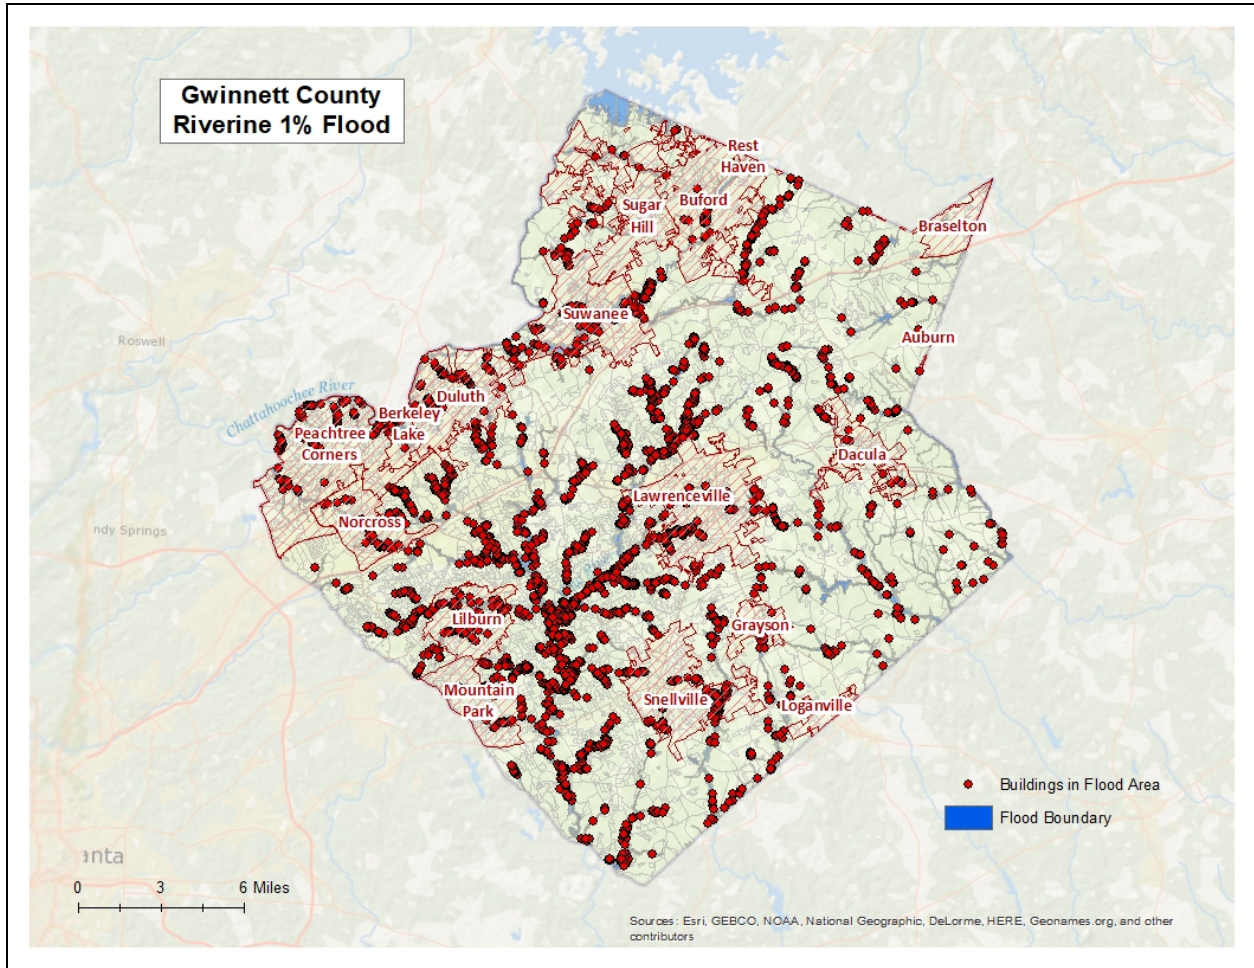 Gwinnett County
Riverine 1% Flood
Rest
Haven
Sugar
Hill
Buford
Braselton
Suwanee
Auburn
Roswell
Chattahoochee River
Duluth
Berkeley
Lake
Peachtree
Corners
Dacula
Lawrenceville
Norcross
ndy Springs
Lilburn
Grayson
Mountain
Park
Snellville
Loganville
Buildings in Flood Area
Flood Boundary
anta
0 3 6 Miles
Sources: Esri, GEBCO, NOAA, National Geographic, DeLorme, HERE, Geonames.org, and other
contributors